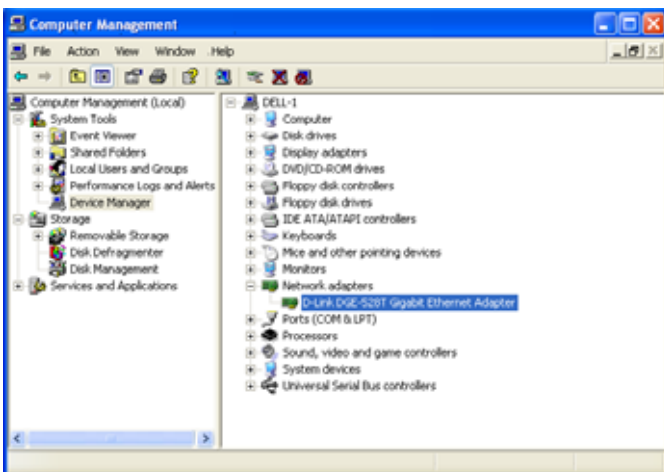 Computer Management
File Action View Window Help
Computer Management (Local)
System Tools
Event Viewer
Shared Folders
Local Users and Groups
Performance Logs and Alerts
Device Manager
Storage
Removable Storage
Disk Defragmenter
Disk Management
Services and Applications
DELL-1
Computer
Disk drives
Display adapters
DVD/CD-ROM drives
Floppy disk controllers
Floppy disk drives
IDE ATA/ATAPI controllers
Keyboards
Mice and other pointing devices
Monitors
Network adapters
D-Link DGE-528T Gigabit Ethernet Adapter
Ports (COM & LPT)
Processors
Sound, video and game controllers
System devices
Universal Serial Bus controllers